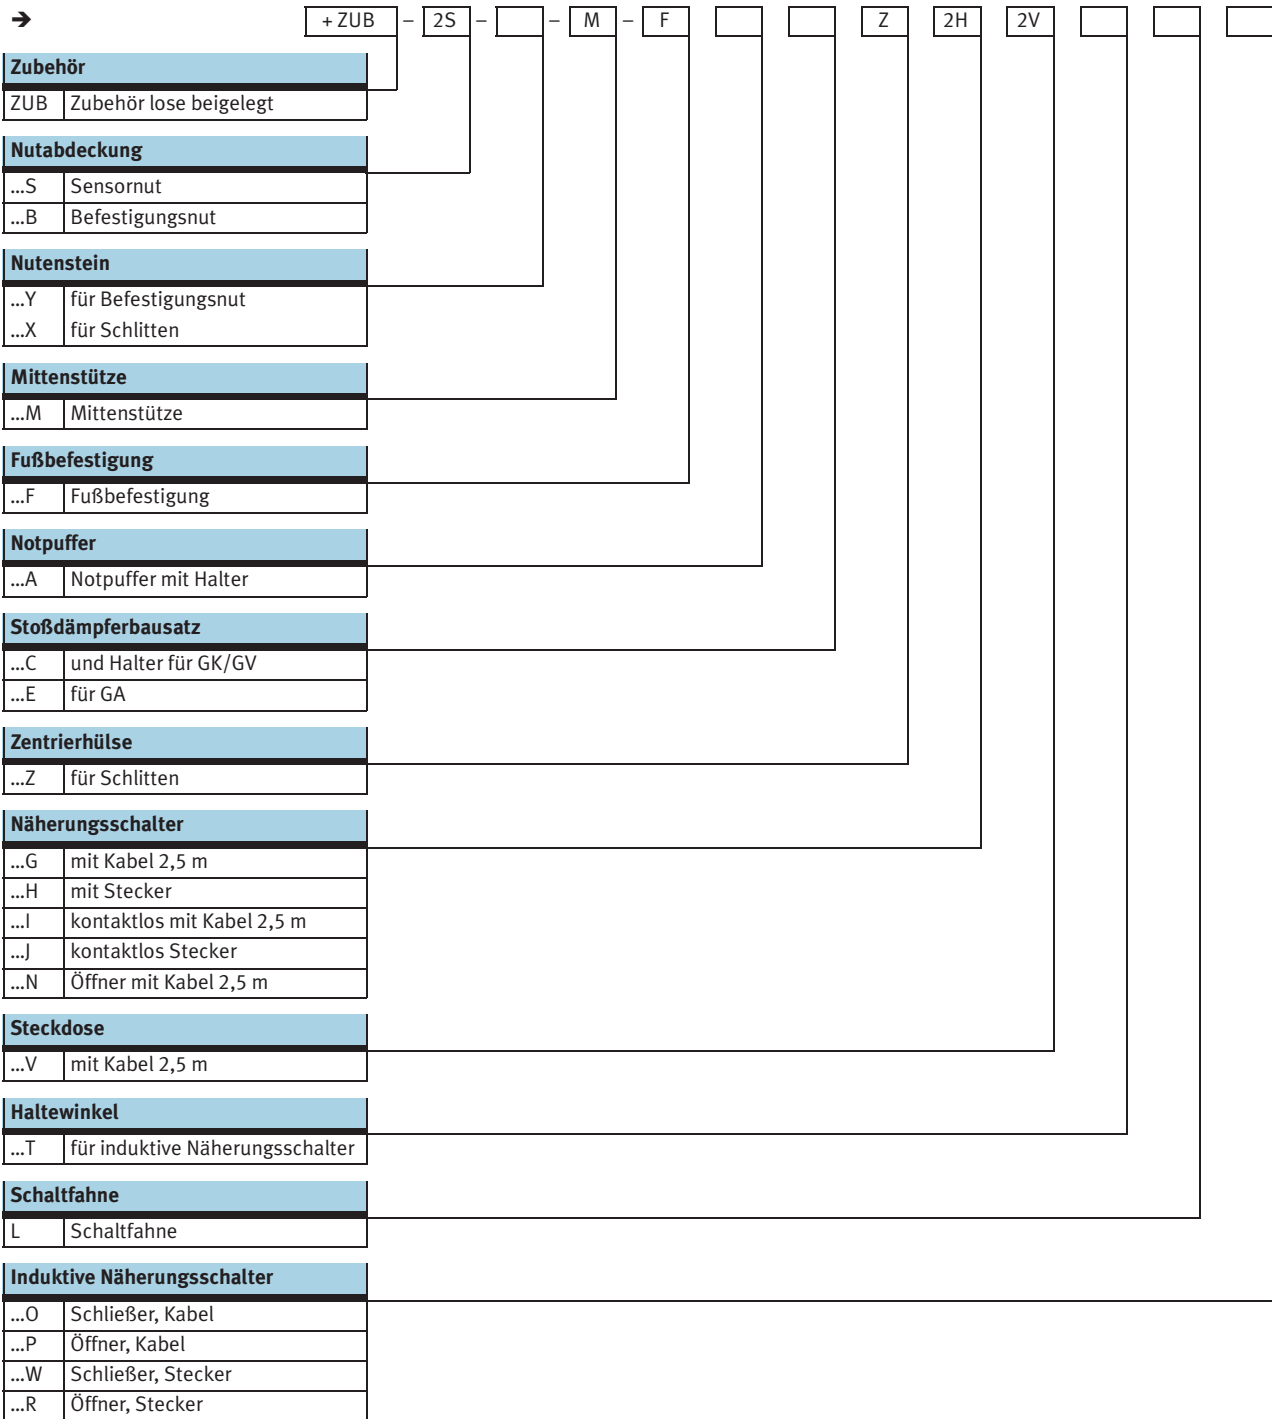 ➔ + ZUB – 2S – – M – F Z 2H 2V
Zubehör
ZUB Zubehör lose beigelegt
Nutabdeckung
...S Sensornut
...B Befestigungsnut
Nutenstein
...Y für Befestigungsnut
...X für Schlitten
Mittenstütze
...M Mittenstütze
Fußbefestigung
...F Fußbefestigung
Notpuffer
...A Notpuffer mit Halter
Stoßdämpferbausatz
...C und Halter für GK/GV
...E für GA
Zentrierhülse
...Z für Schlitten
Näherungsschalter
...G mit Kabel 2,5 m
...H mit Stecker
...I kontaktlos mit Kabel 2,5 m
...J kontaktlos Stecker
...N Öffner mit Kabel 2,5 m
Steckdose
...V mit Kabel 2,5 m
Haltewinkel
...T für induktive Näherungsschalter
Schaltfahne
L Schaltfahne
Induktive Näherungsschalter
...O Schließer, Kabel
...P Öffner, Kabel
...W Schließer, Stecker
...R Öffner, Stecker